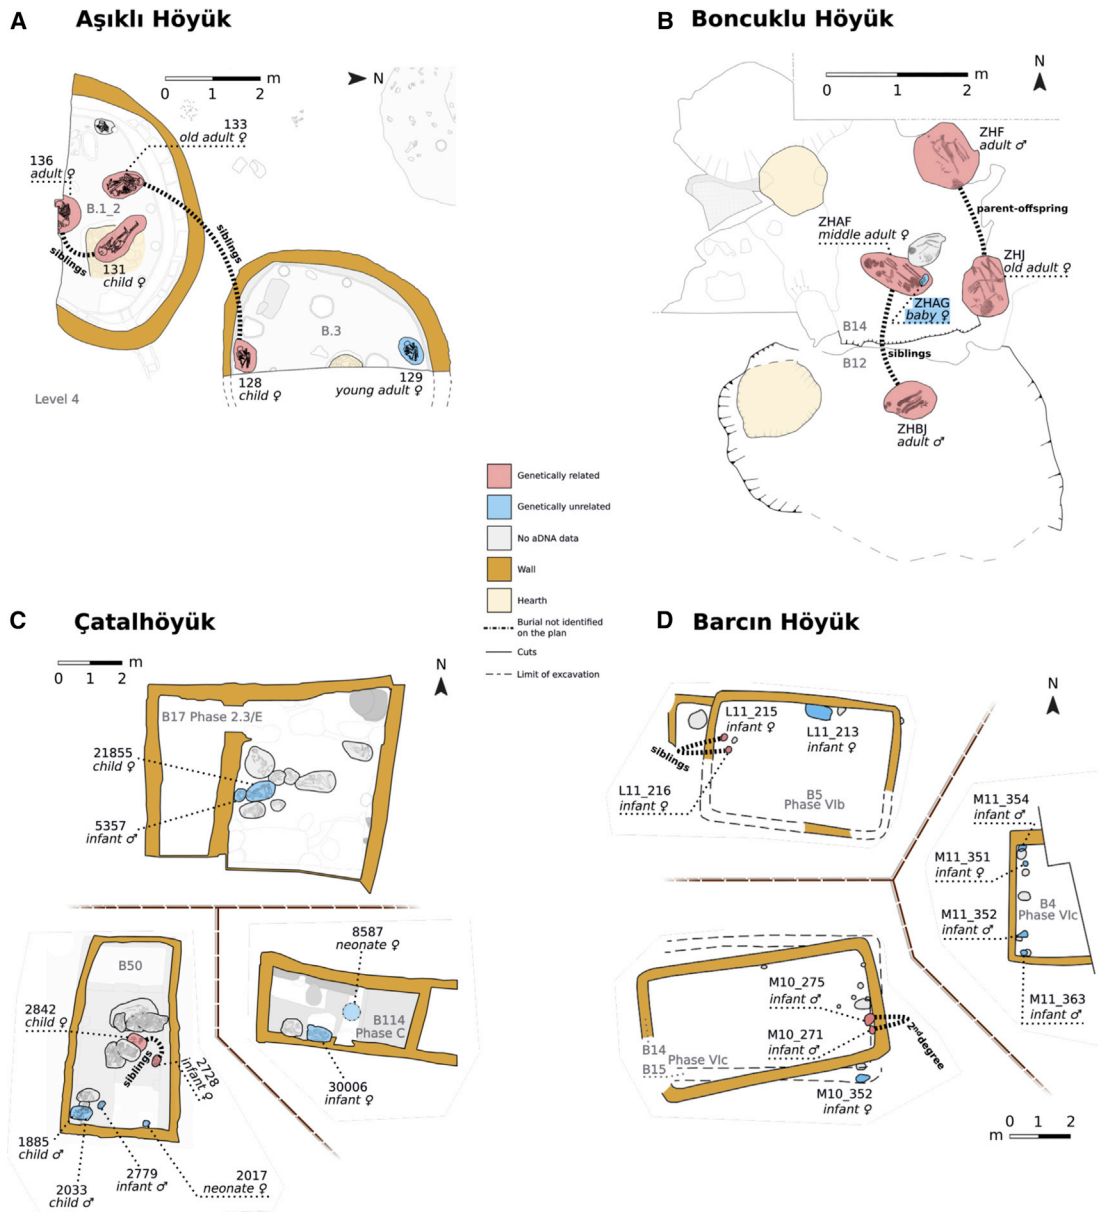 A Aşıklı Höyük
0 1 2 m
N
133
old adult ♀
136
adult ♀
B.1_2
siblings
131
child ♀
siblings
B.3
128
child ♀
129
young adult ♀
Level 4
B Boncuklu Höyük
0 1 2 m
N
ZHF
adult ♂
parent-offspring
ZHAF
middle adult ♀
ZHJ
old adult ♀
ZHAG
baby ♀
B14
B12
siblings
ZHBJ
adult ♂
Genetically related
Genetically unrelated
No aDNA data
Wall
Hearth
Burial not identified
on the plan
Cuts
Limit of excavation
C Çatalhöyük
0 1 2 m
N
B17 Phase 2.3/E
21855
child ♀
5357
infant ♂
B50
2842
child ♀
siblings
2728
infant ♀
1885
child ♂
2033
child ♂
2779
infant ♂
2017
neonate ♀
8587
neonate ♀
B114
Phase C
30006
infant ♀
D Barcın Höyük
N
L11_215
infant ♀
L11_213
infant ♀
siblings
L11_216
infant ♀
B5
Phase VIb
M11_354
infant ♂
M11_351
infant ♀
B4
Phase VIc
M11_352
infant ♂
M11_363
infant ♂
M10_275
infant ♂
M10_271
infant ♂
2nd degree
B14
Phase VIc
B15
M10_352
infant ♀
m 0 1 2